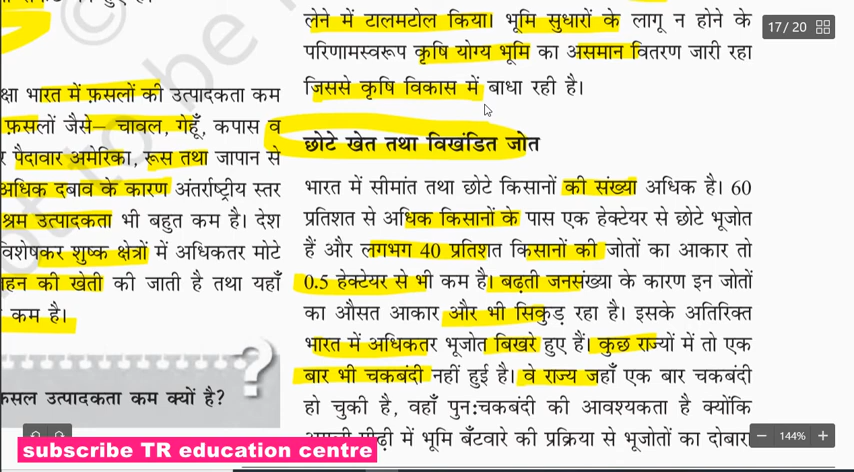 क्षा भारत में फ़सलों की उत्पादकता कम
फ़सलों जैसे– चावल, गेहूँ, कपास व
र पैदावार अमेरिका, रूस तथा जापान से
अधिक दबाव के कारण अंतर्राष्ट्रीय स्तर
श्रम उत्पादकता भी बहुत कम है। देश
विशेषकर शुष्क क्षेत्रों में अधिकतर मोटे
हन की खेती की जाती है तथा यहाँ
कम है।
फसल उत्पादकता कम क्यों है?
लेने में टालमटोल किया। भूमि सुधारों के लागू न होने के
परिणामस्वरूप कृषि योग्य भूमि का असमान वितरण जारी रहा
जिससे कृषि विकास में बाधा रही है।
छोटे खेत तथा विखंडित जोत
भारत में सीमांत तथा छोटे किसानों की संख्या अधिक है। 60
प्रतिशत से अधिक किसानों के पास एक हेक्टेयर से छोटे भूजोत
हैं और लगभग 40 प्रतिशत किसानों की जोतों का आकार तो
0.5 हेक्टेयर से भी कम है। बढ़ती जनसंख्या के कारण इन जोतों
का औसत आकार और भी सिकुड़ रहा है। इसके अतिरिक्त
भारत में अधिकतर भूजोत बिखरे हुए हैं। कुछ राज्यों में तो एक
बार भी चकबंदी नहीं हुई है। वे राज्य जहाँ एक बार चकबंदी
हो चुकी है, वहाँ पुन:चकबंदी की आवश्यकता है क्योंकि
में भूमि बँटवारे की प्रक्रिया से भूजोतों का दोबार
17/20
144%
subscribe TR education centre